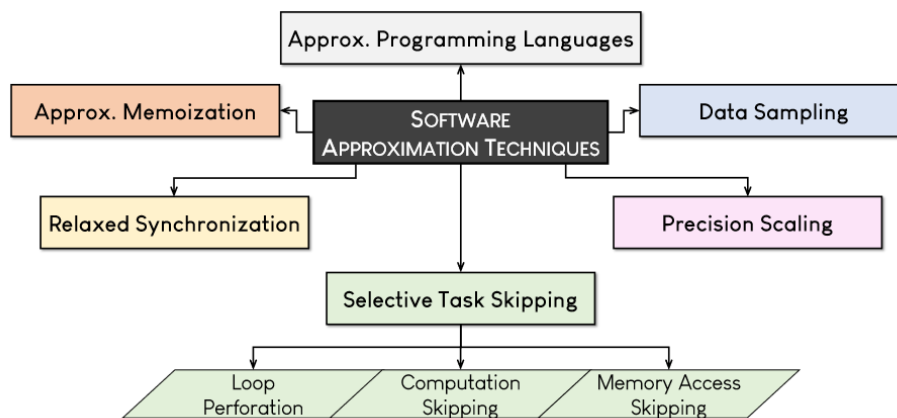 Approx. Programming Languages
Approx. Memoization
SOFTWARE
APPROXIMATION TECHNIQUES
Data Sampling
Relaxed Synchronization
Precision Scaling
Selective Task Skipping
Loop
Perforation
Computation
Skipping
Memory Access
Skipping